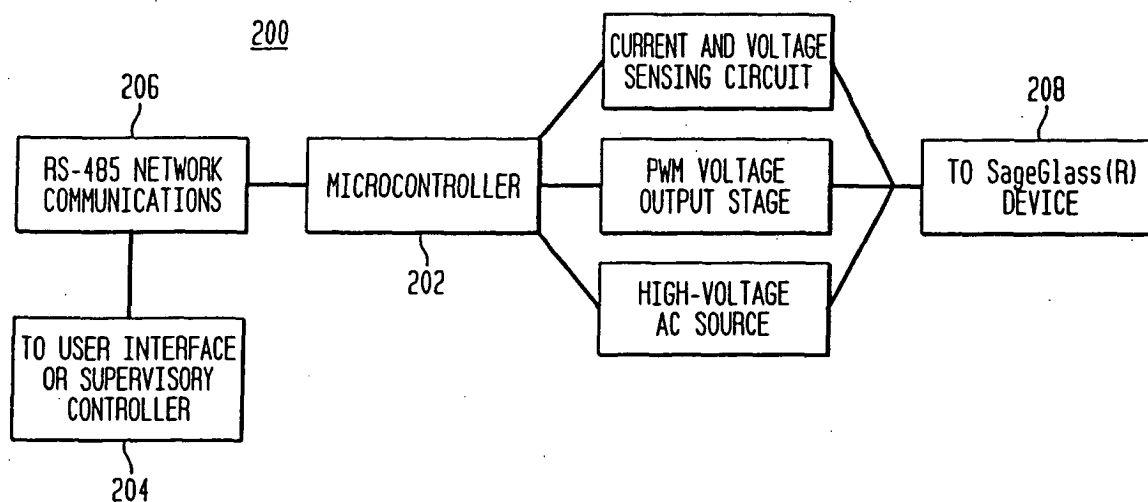 200
206
RS-485 NETWORK
COMMUNICATIONS
MICROCONTROLLER
202
CURRENT AND VOLTAGE
SENSING CIRCUIT
PWM VOLTAGE
OUTPUT STAGE
HIGH-VOLTAGE
AC SOURCE
208
TO SageGlass(R)
DEVICE
TO USER INTERFACE
OR SUPERVISORY
CONTROLLER
204